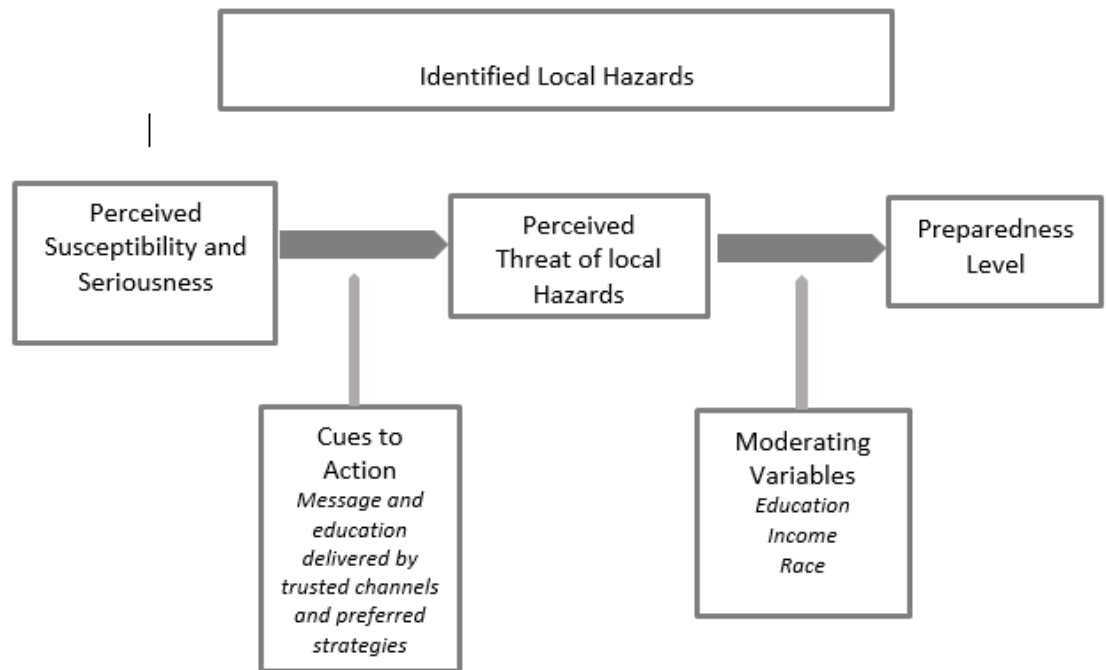 Identified Local Hazards
Perceived
Susceptibility and
Seriousness
Perceived
Threat of local
Hazards
Preparedness
Level
Cues to
Action
Message and
education
delivered by
trusted channels
and preferred
strategies
Moderating
Variables
Education
Income
Race